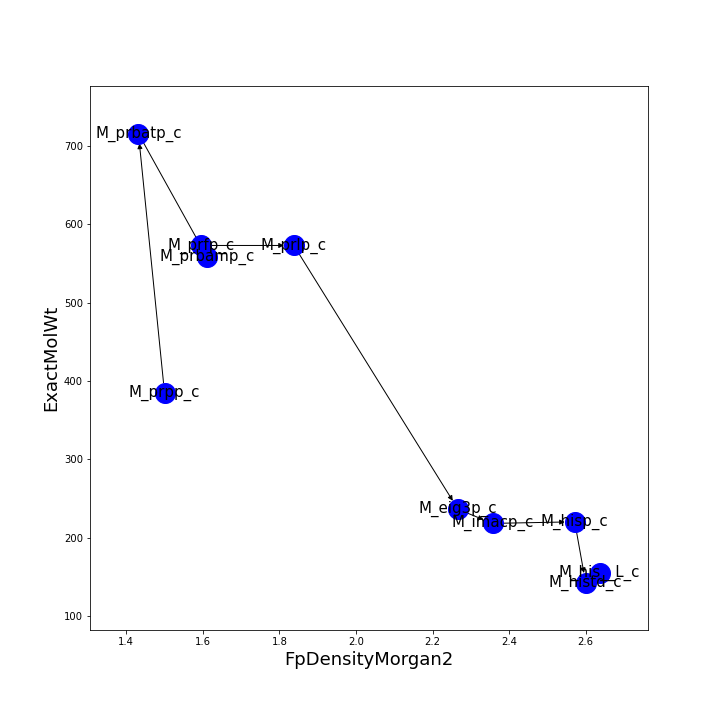 M_prbatp_c
M_prfp_c
M_prlp_c
M_prbamp_c
M_prpp_c
M_eig3p_c
M_imacp_c
M_hisp_c
M_his__L_c
M_histd_c
ExactMolWt
700
600
500
400
300
200
100
1.4 1.6 1.8 2.0 2.2 2.4 2.6
FpDensityMorgan2